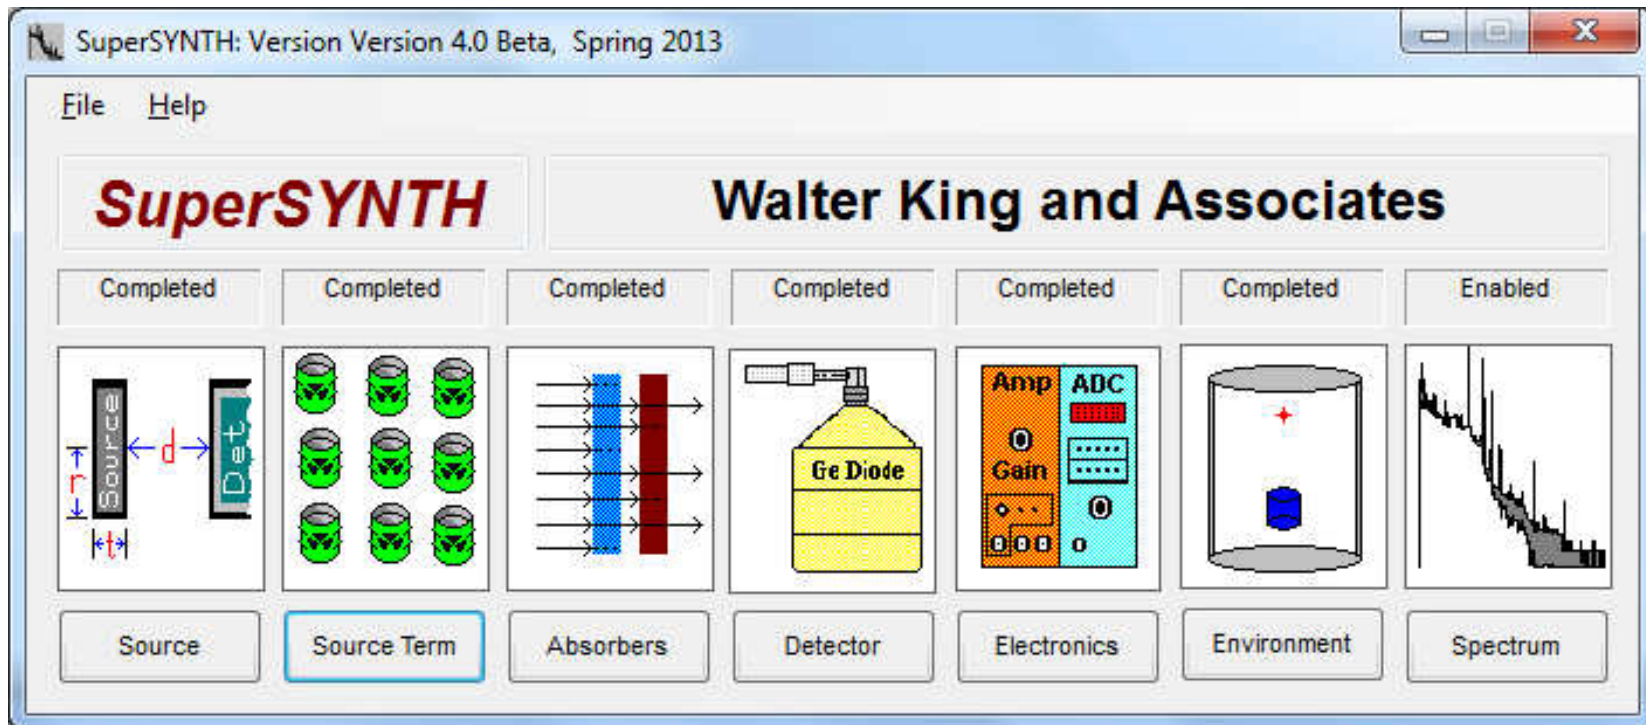 SuperSYNTH: Version Version 4.0 Beta, Spring 2013
File Help
SuperSYNTH Walter King and Associates
Completed Completed Completed Completed Completed Completed Enabled
Source d Det r t
Ge Diode
Amp ADC
Gain
Source Source Term Absorbers Detector Electronics Environment Spectrum